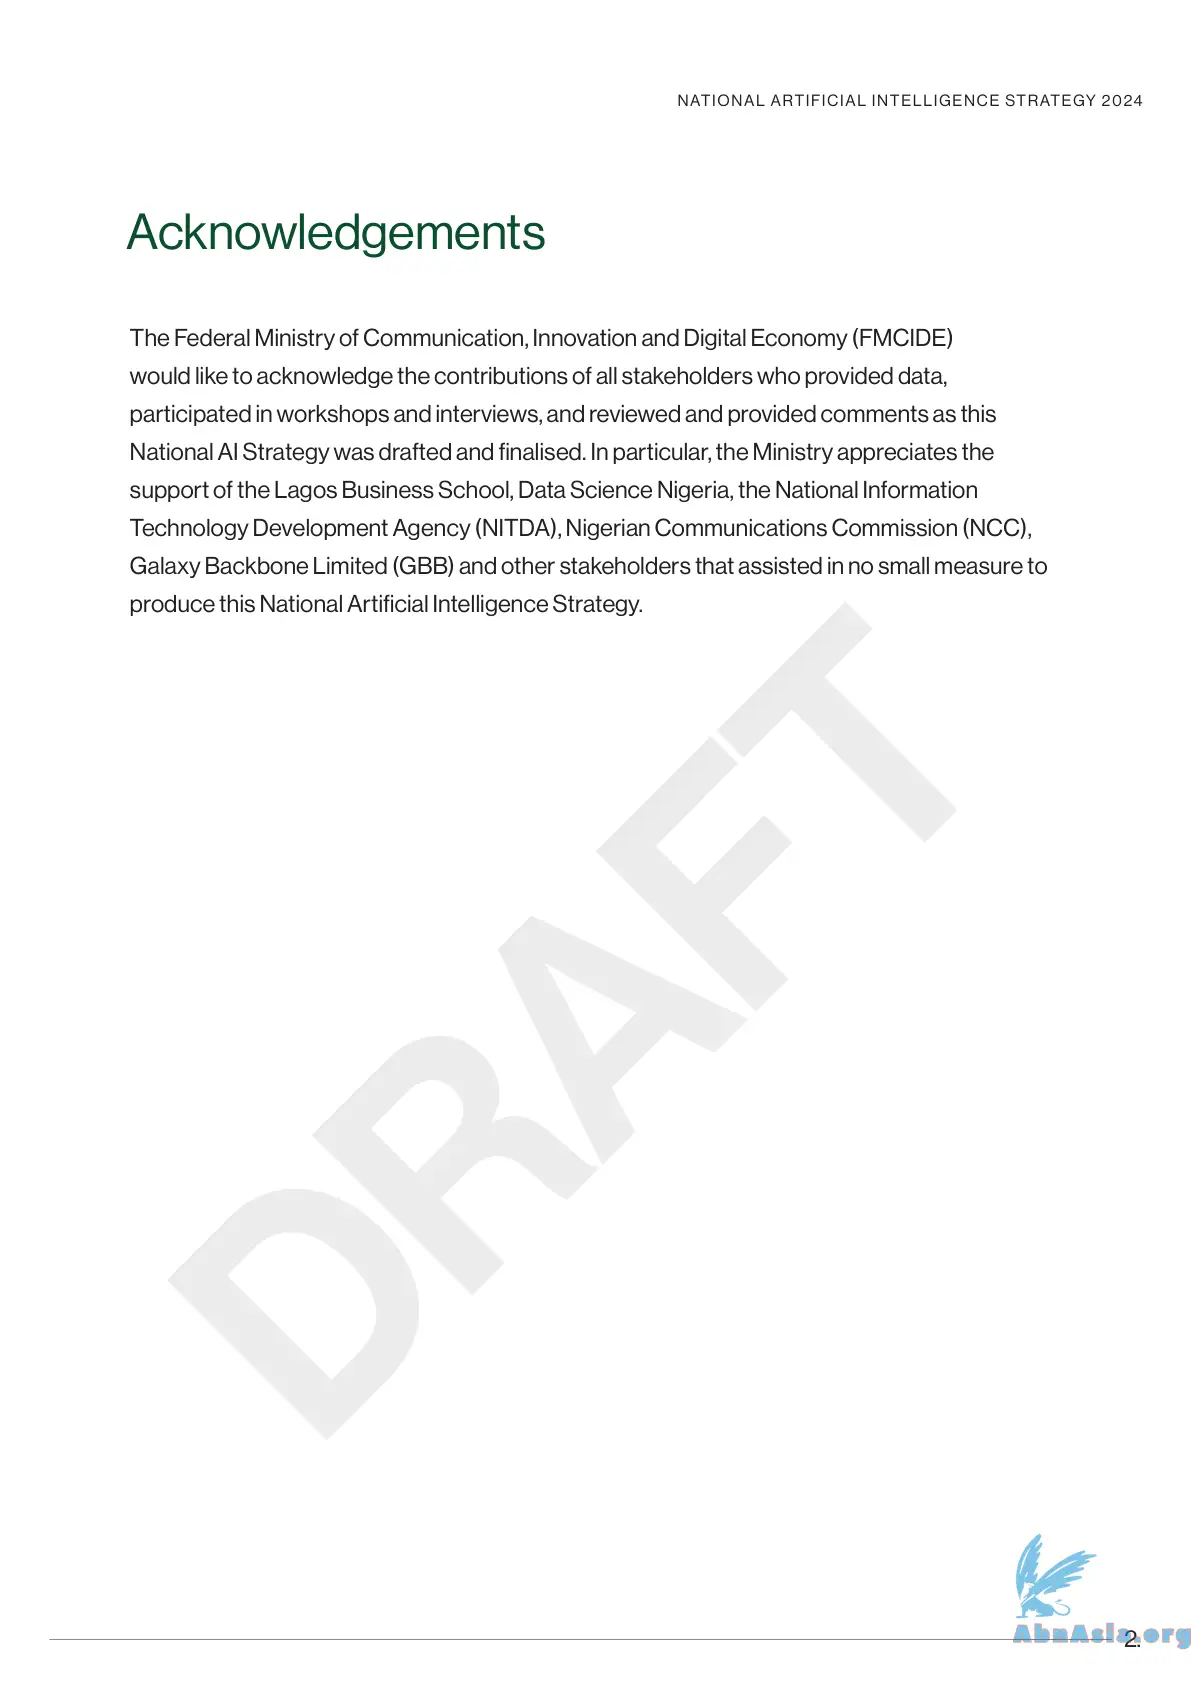 NATIONAL ARTIFICIAL INTELLIGENCE STRATEGY 2024
Acknowledgements
The Federal Ministry of Communication, Innovation and Digital Economy (FMCIDE)
would like to acknowledge the contributions of all stakeholders who provided data,
participated in workshops and interviews, and reviewed and provided comments as this
National AI Strategy was drafted and finalised. In particular, the Ministry appreciates the
support of the Lagos Business School, Data Science Nigeria, the National Information
Technology Development Agency (NITDA), Nigerian Communications Commission (NCC),
Galaxy Backbone Limited (GBB) and other stakeholders that assisted in no small measure to
produce this National Artificial Intelligence Strategy.
DRAFT
AbnAsia.org
2.